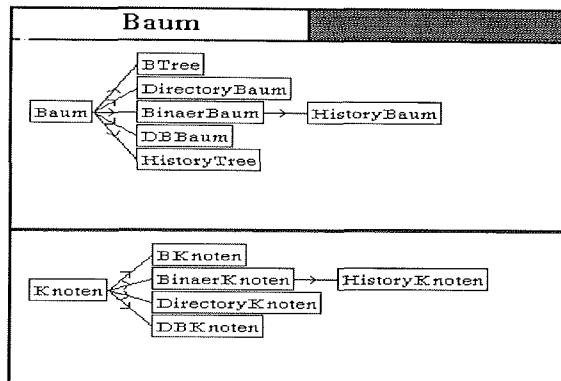 Baum
BTree
DirectoryBaum
Baum
BinaerBaum
HistoryBaum
DBBaum
HistoryTree
BKnoten
BinaerKnoten
HistoryKnoten
Knoten
DirectoryKnoten
DBKnoten